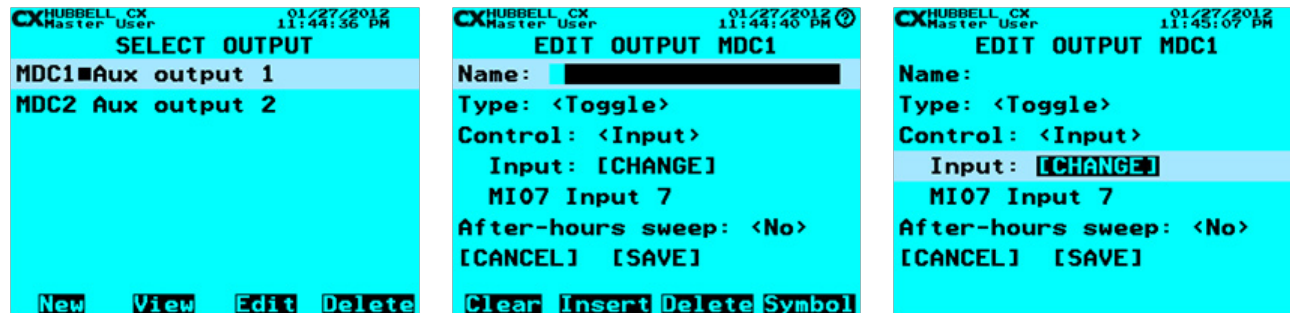 CX HUBBELL CX 01/27/2012
Master User 11:44:36 PM
SELECT OUTPUT
MDC1■Aux output 1
MDC2 Aux output 2
New View Edit Delete
CX HUBBELL CX 01/27/2012
Master User 11:44:40 PM ?
EDIT OUTPUT MDC1
Name:
Type: <Toggle>
Control: <Input>
Input: [CHANGE]
MI07 Input 7
After-hours sweep: <No>
[CANCEL] [SAVE]
Clear Insert Delete Symbol
CX HUBBELL CX 01/27/2012
Master User 11:45:07 PM
EDIT OUTPUT MDC1
Name:
Type: <Toggle>
Control: <Input>
Input: [CHANGE]
MI07 Input 7
After-hours sweep: <No>
[CANCEL] [SAVE]